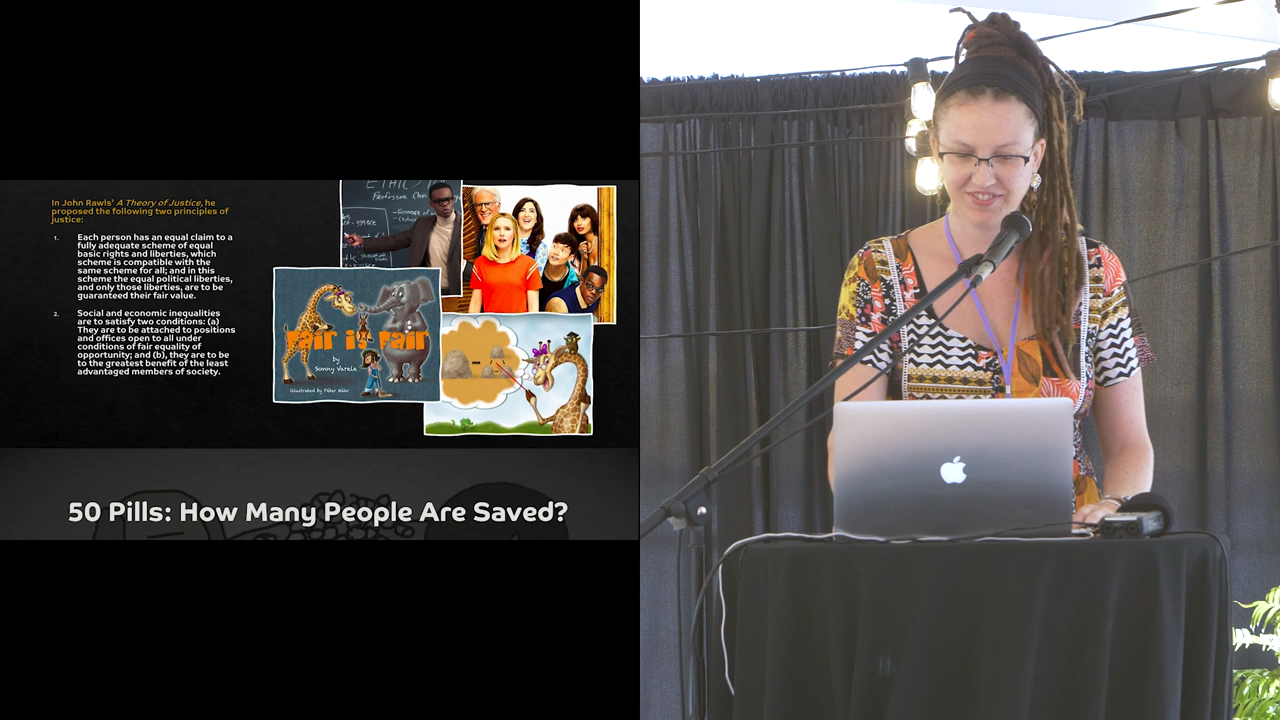 In John Rawls' A Theory of Justice, he
proposed the following two principles of
justice:
1. Each person has an equal claim to a
fully adequate scheme of equal
basic rights and liberties, which
scheme is compatible with the
same scheme for all; and in this
scheme the equal political liberties,
and only those liberties, are to be
guaranteed their fair value.
2. Social and economic inequalities
are to satisfy two conditions: (a)
They are to be attached to positions
and offices open to all under
conditions of fair equality of
opportunity; and (b), they are to be
to the greatest benefit of the least
advantaged members of society.
Fair is Fair
by
Sonny Varela
Illustrated by
50 Pills: How Many People Are Saved?